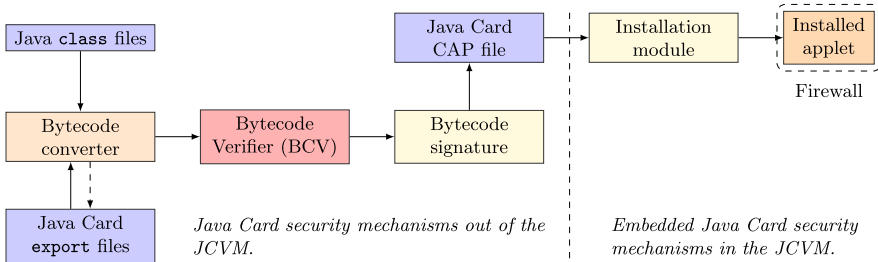 Java class files
Bytecode
converter
Java Card
export files
Bytecode
Verifier (BCV)
Bytecode
signature
Java Card
CAP file
Installation
module
Installed
applet
Firewall
Java Card security mechanisms out of the
JCVM.
Embedded Java Card security
mechanisms in the JCVM.